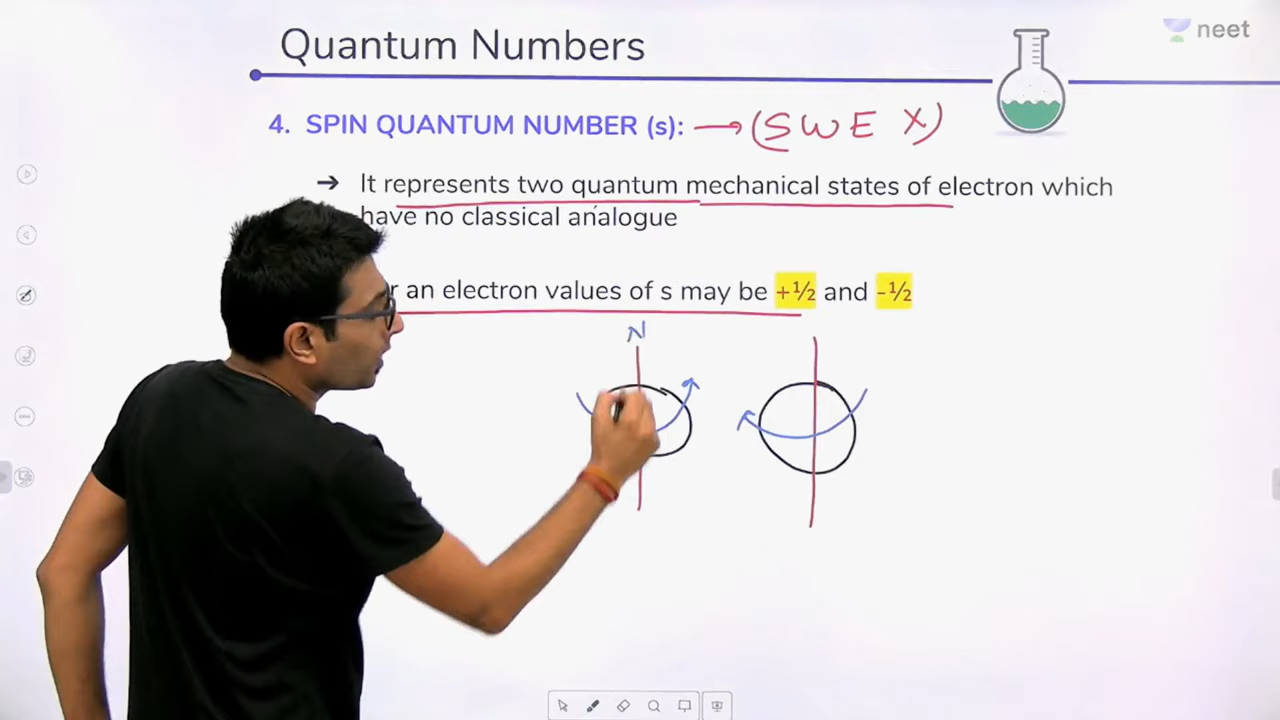 neet
Quantum Numbers
4. SPIN QUANTUM NUMBER (s): → (SWE X)
➔ It represents two quantum mechanical states of electron which
have no classical analogue
r an electron values of s may be +½ and -½
N